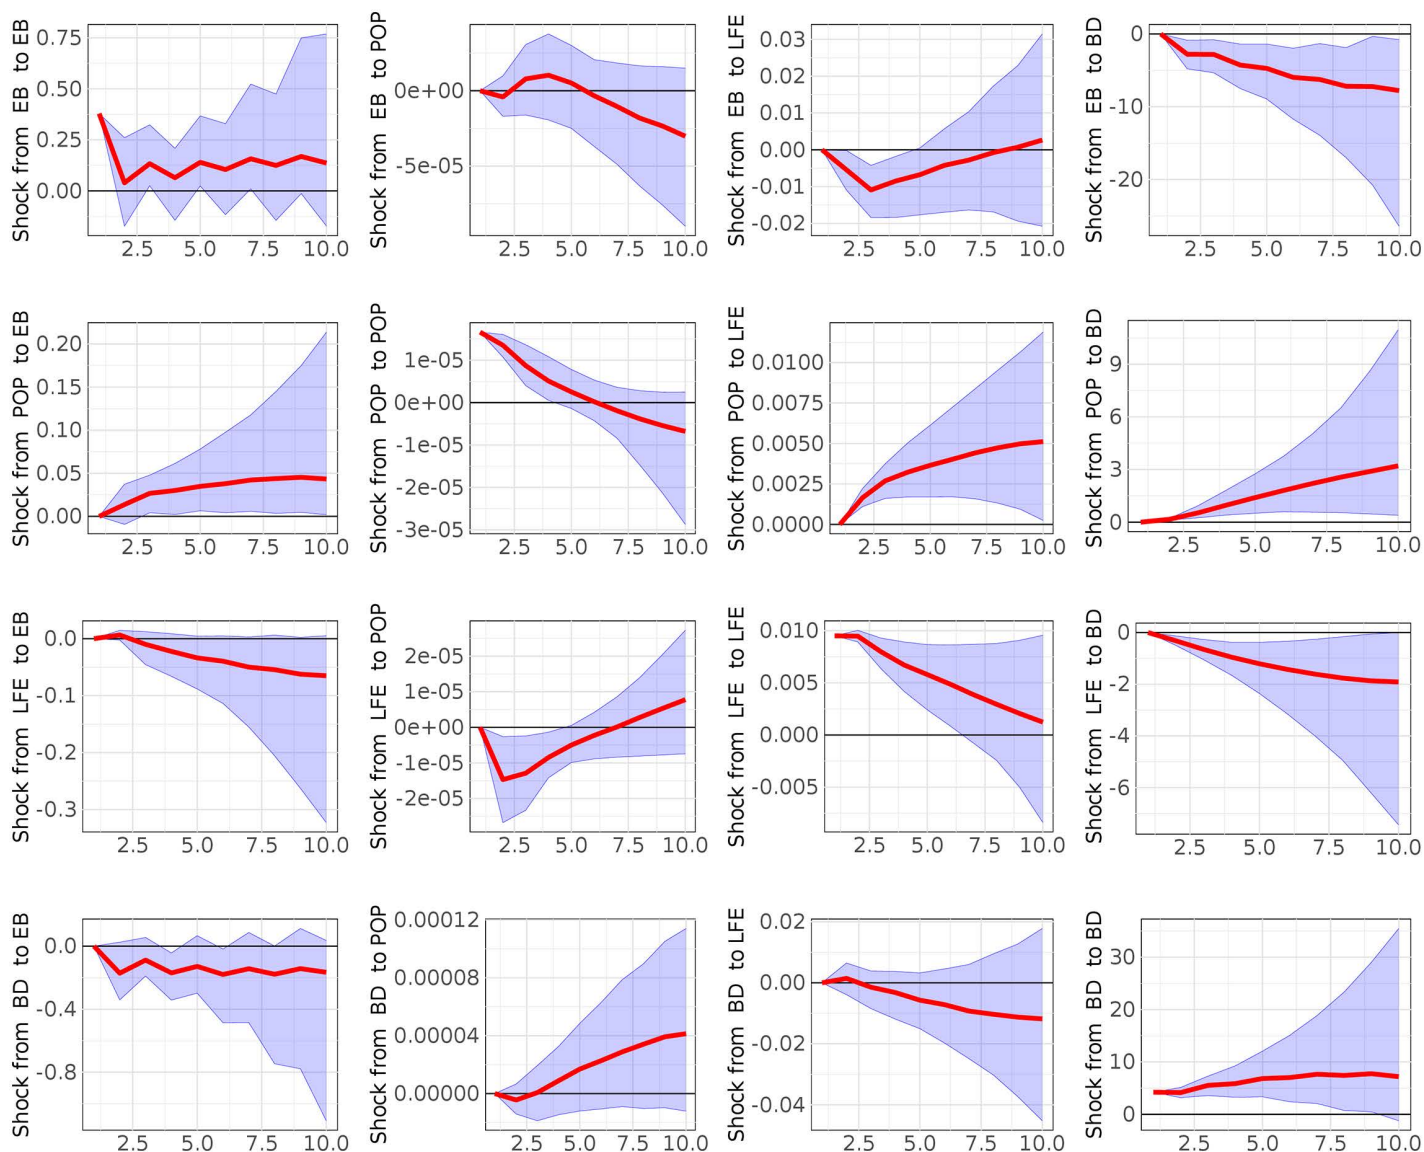 Shock from EB to EB
0.75
0.50
0.25
0.00
2.5 5.0 7.5 10.0
Shock from EB to POP
0e+00
-5e-05
2.5 5.0 7.5 10.0
Shock from EB to LFE
0.03
0.02
0.01
0.00
-0.01
-0.02
2.5 5.0 7.5 10.0
Shock from EB to BD
0
-10
-20
2.5 5.0 7.5 10.0
Shock from POP to EB
0.20
0.15
0.10
0.05
0.00
2.5 5.0 7.5 10.0
Shock from POP to POP
1e-05
0e+00
-1e-05
-2e-05
-3e-05
2.5 5.0 7.5 10.0
Shock from POP to LFE
0.0100
0.0075
0.0050
0.0025
0.0000
2.5 5.0 7.5 10.0
Shock from POP to BD
9
6
3
0
2.5 5.0 7.5 10.0
Shock from LFE to EB
0.0
-0.1
-0.2
-0.3
2.5 5.0 7.5 10.0
Shock from LFE to POP
2e-05
1e-05
0e+00
-1e-05
-2e-05
2.5 5.0 7.5 10.0
Shock from LFE to LFE
0.010
0.005
0.000
-0.005
2.5 5.0 7.5 10.0
Shock from LFE to BD
0
-2
-4
-6
2.5 5.0 7.5 10.0
Shock from BD to EB
0.0
-0.4
-0.8
2.5 5.0 7.5 10.0
Shock from BD to POP
0.00012
0.00008
0.00004
0.00000
2.5 5.0 7.5 10.0
Shock from BD to LFE
0.02
0.00
-0.02
-0.04
2.5 5.0 7.5 10.0
Shock from BD to BD
30
20
10
0
2.5 5.0 7.5 10.0